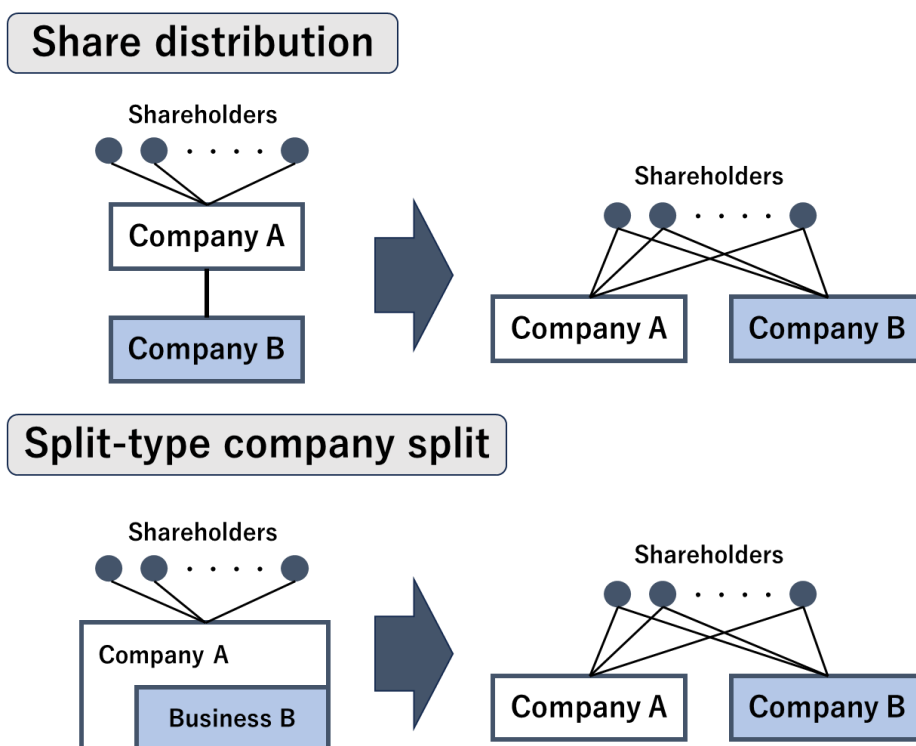 Share distribution
Shareholders
Company A
Company B
Shareholders
Company A
Company B
Split-type company split
Shareholders
Company A
Business B
Shareholders
Company A
Company B